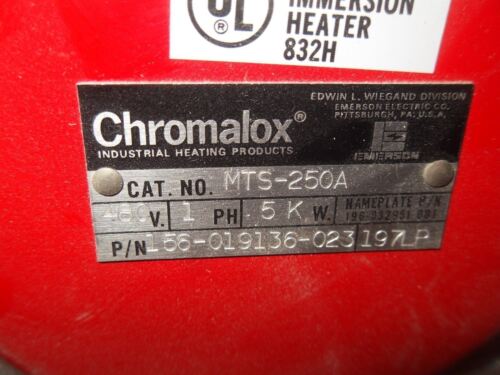 UL ®
IMMERSION
HEATER
832H
EDWIN L. WIEGAND DIVISION
EMERSON ELECTRIC CO.
PITTSBURGH, PA. U.S.A.
Chromalox®
INDUSTRIAL HEATING PRODUCTS
EMERSON
CAT. NO. MTS-250A
480 V. 1 PH 5 K W. NAMEPLATE P/N
P/N 156-019136-023 197LP